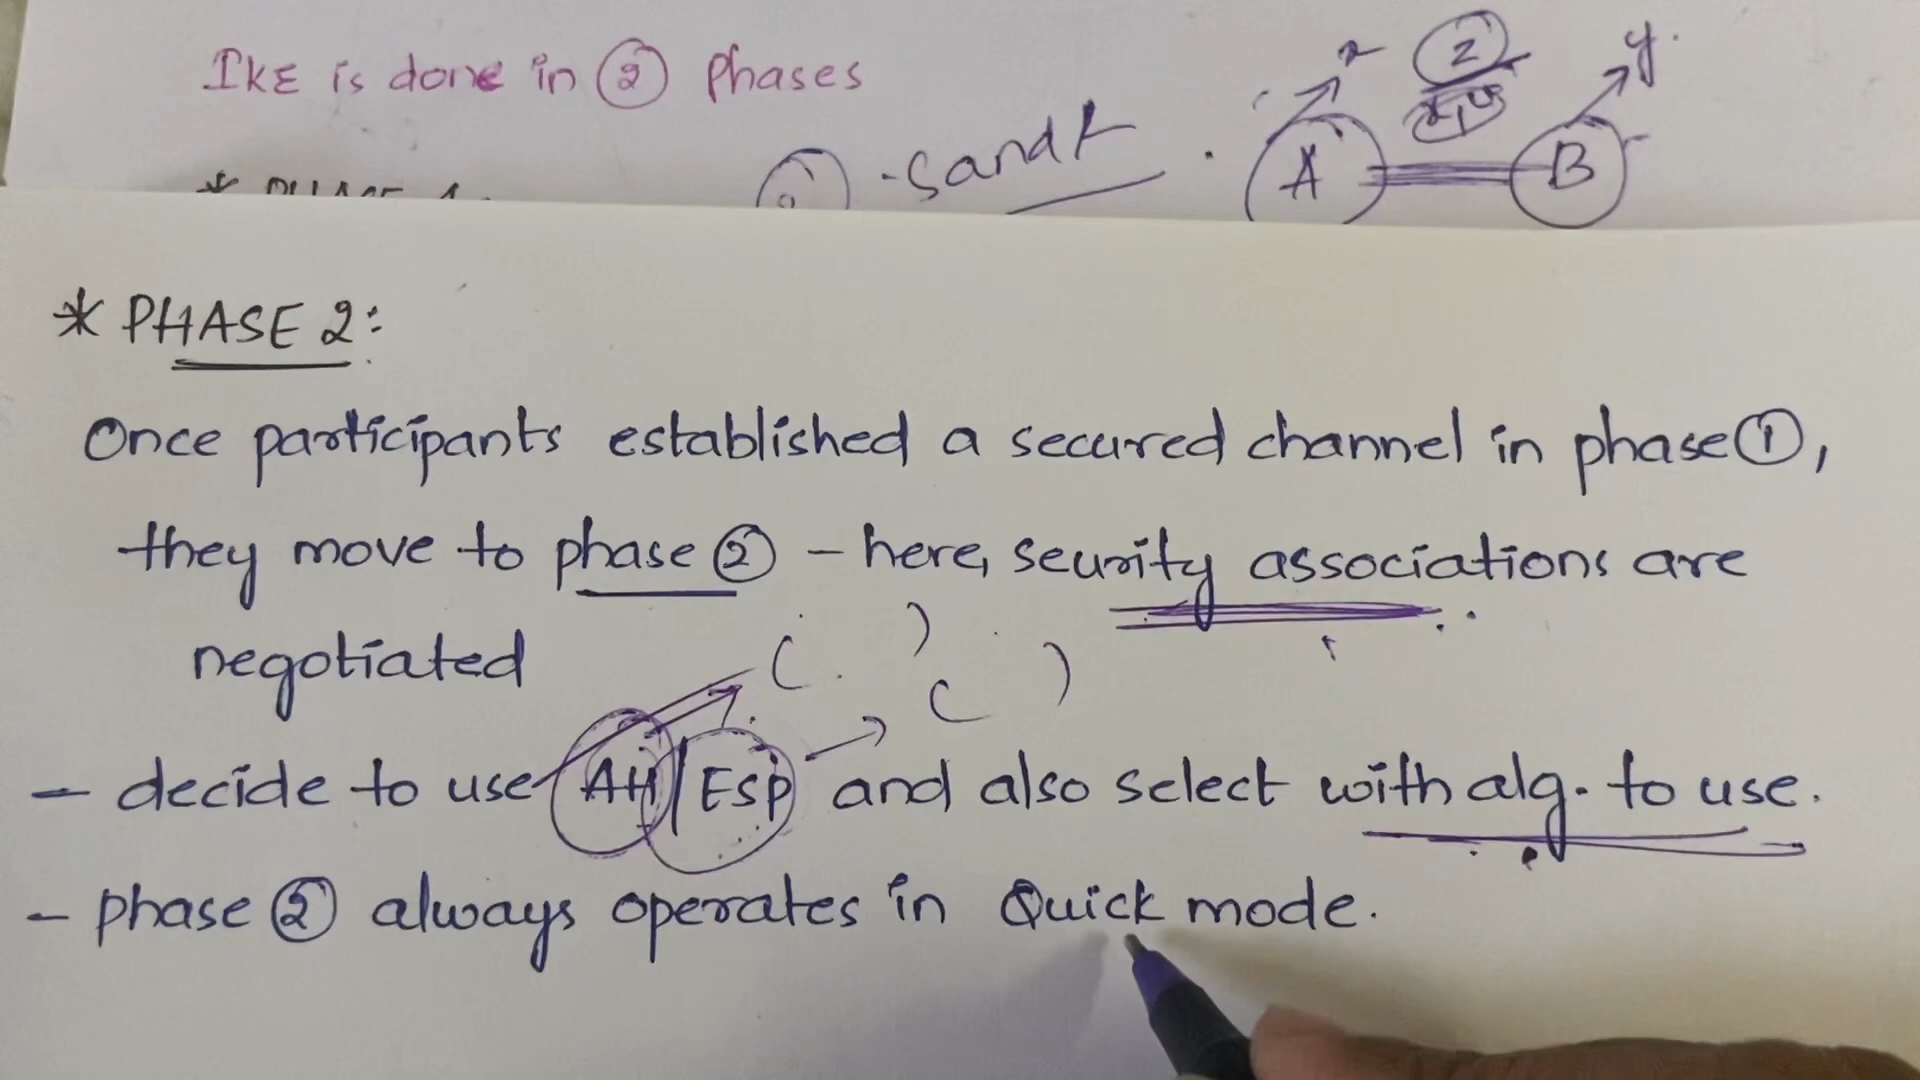 IKE is done in ② phases
x
Z
y
A
B
* PHASE 2:
Once participants established a secured channel in phase ①,
they move to phase ② – here, seurity associations are
negotiated
( )
( )
– decide to use AH/ESP and also select with alg. to use.
– phase ② always operates in Quick mode.